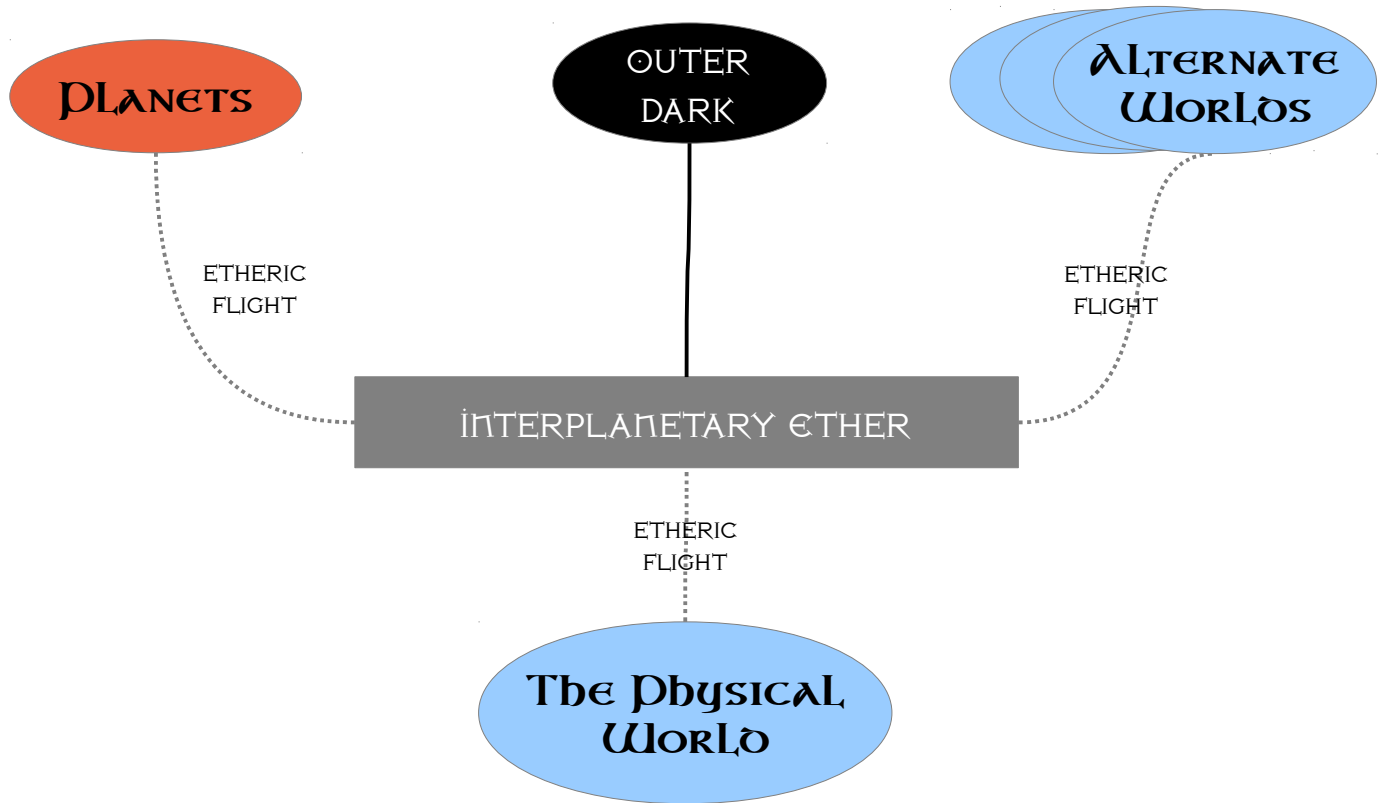 Planets
OUTER
DARK
Alternate
Worlds
ETHERIC
FLIGHT
ETHERIC
FLIGHT
INTERPLANETARY ETHER
ETHERIC
FLIGHT
The Physical
World